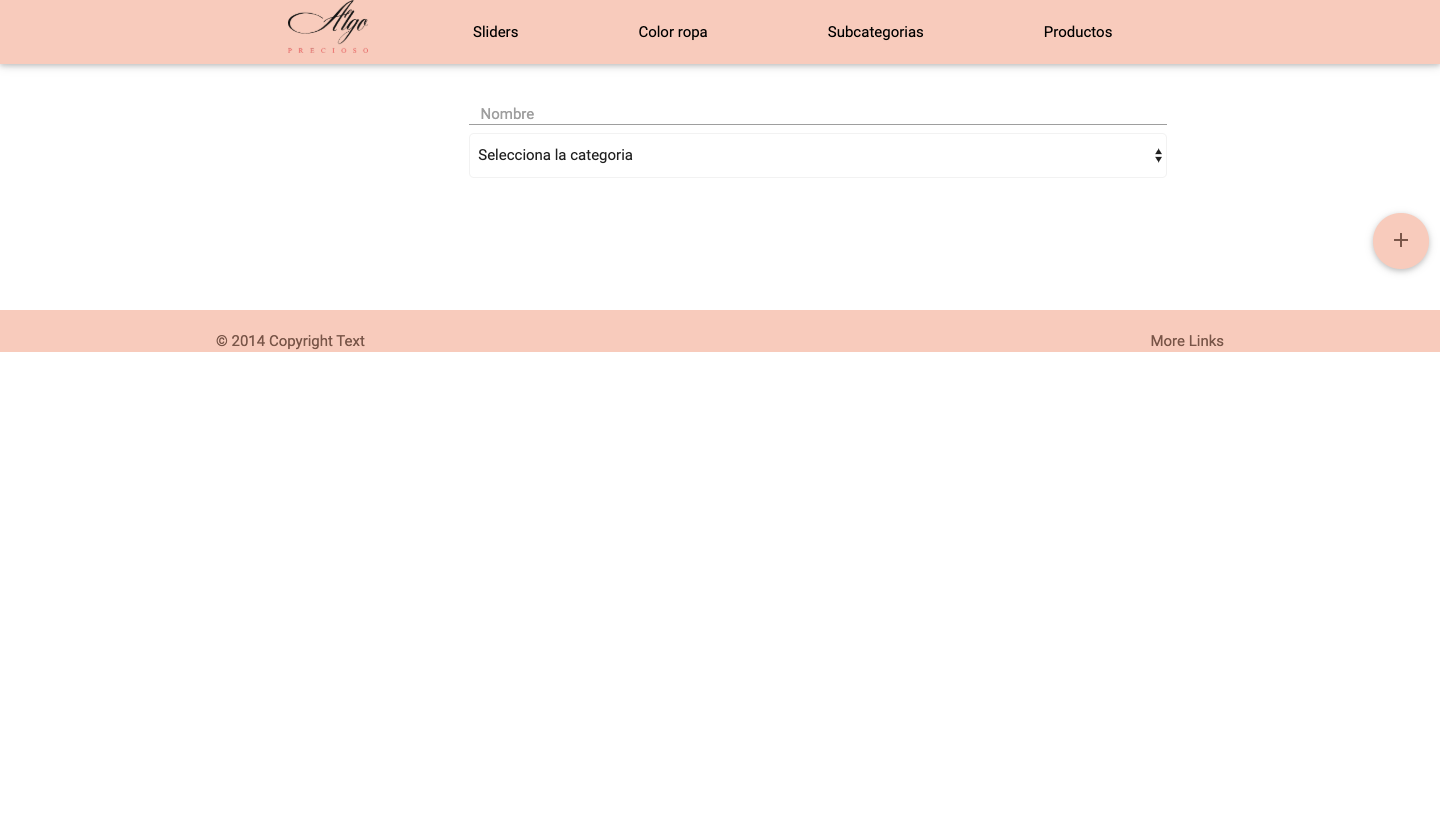 Algo
PRECIOSO
Sliders
Color ropa
Subcategorias
Productos
Nombre
Selecciona la categoria
© 2014 Copyright Text
More Links